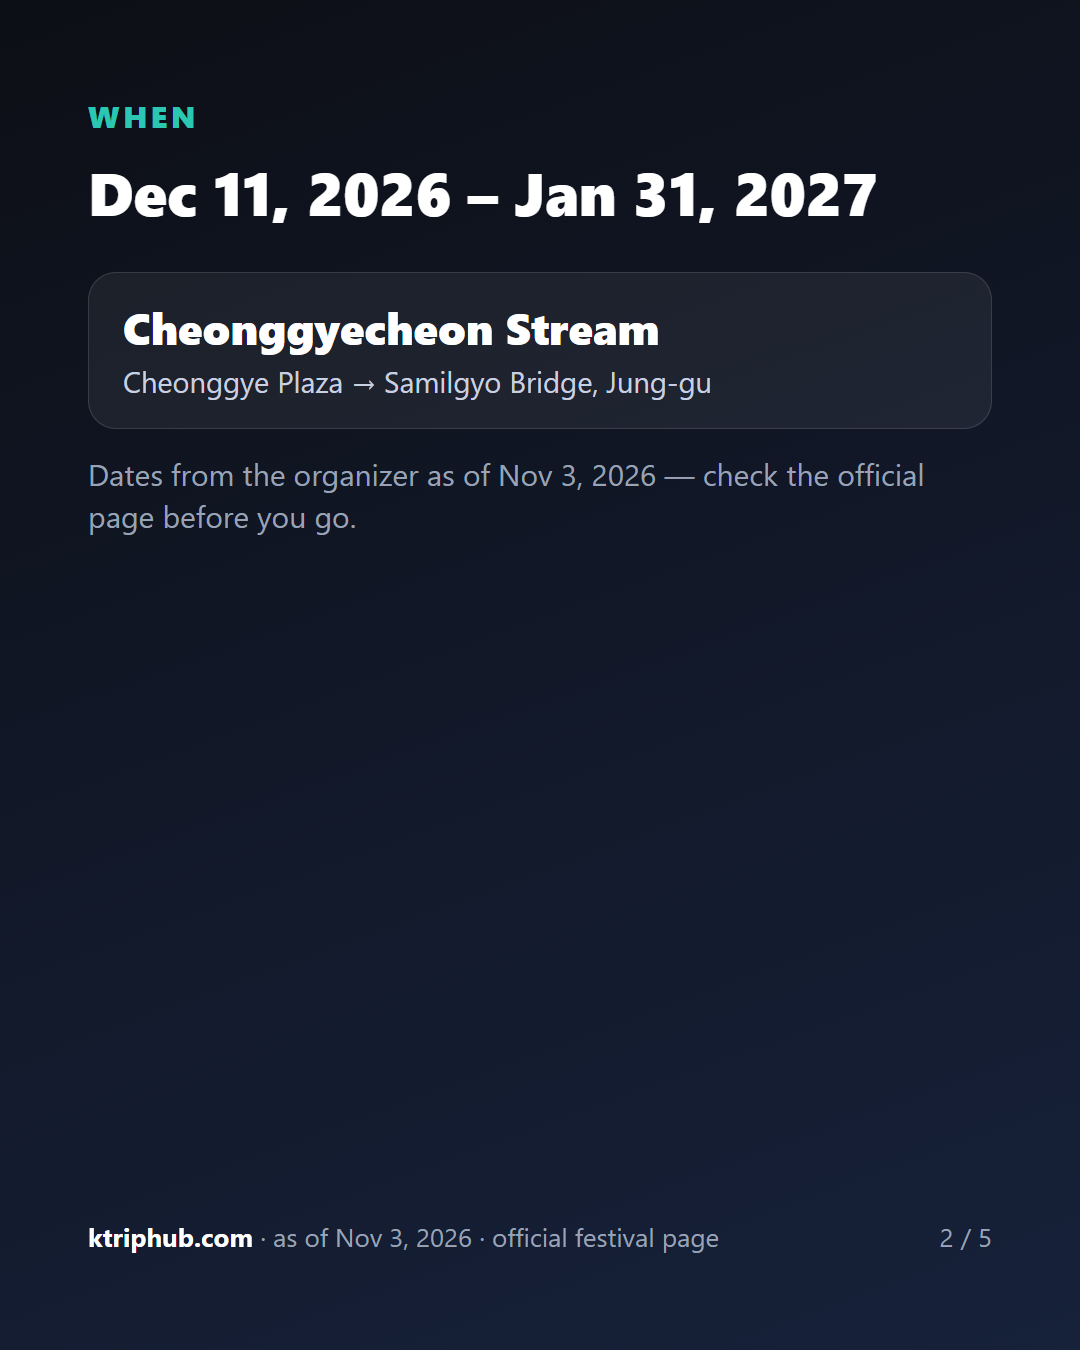 WHEN
Dec 11, 2026 – Jan 31, 2027
Cheonggyecheon Stream
Cheonggye Plaza → Samilgyo Bridge, Jung-gu
Dates from the organizer as of Nov 3, 2026 — check the official
page before you go.
ktriphub.com · as of Nov 3, 2026 · official festival page
2 / 5